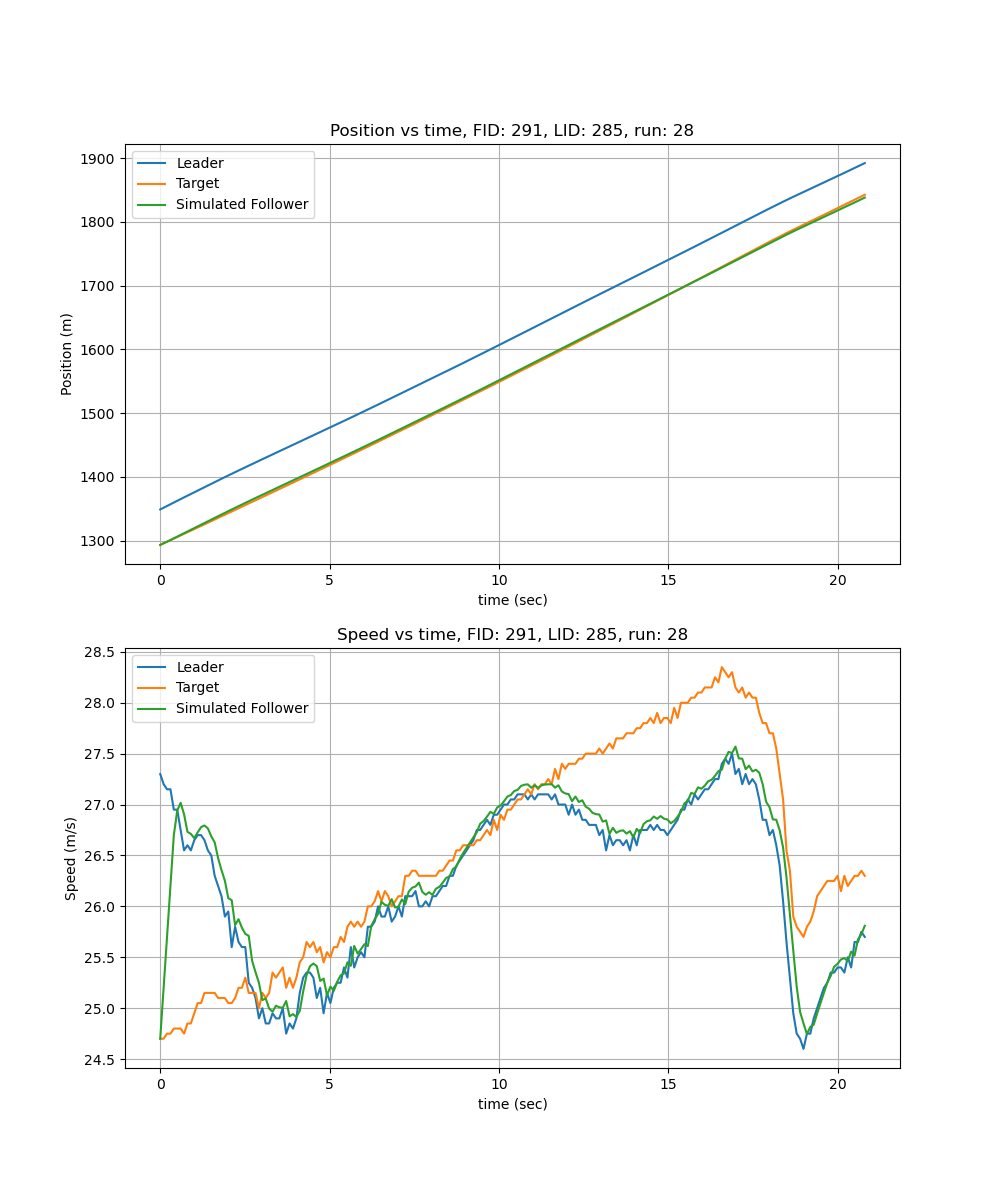 Position vs time, FID: 291, LID: 285, run: 28
Leader
Target
Simulated Follower
1900
1800
1700
1600
1500
1400
1300
Position (m)
0 5 10 15 20
time (sec)
Speed vs time, FID: 291, LID: 285, run: 28
Leader
Target
Simulated Follower
28.5
28.0
27.5
27.0
26.5
26.0
25.5
25.0
24.5
Speed (m/s)
0 5 10 15 20
time (sec)